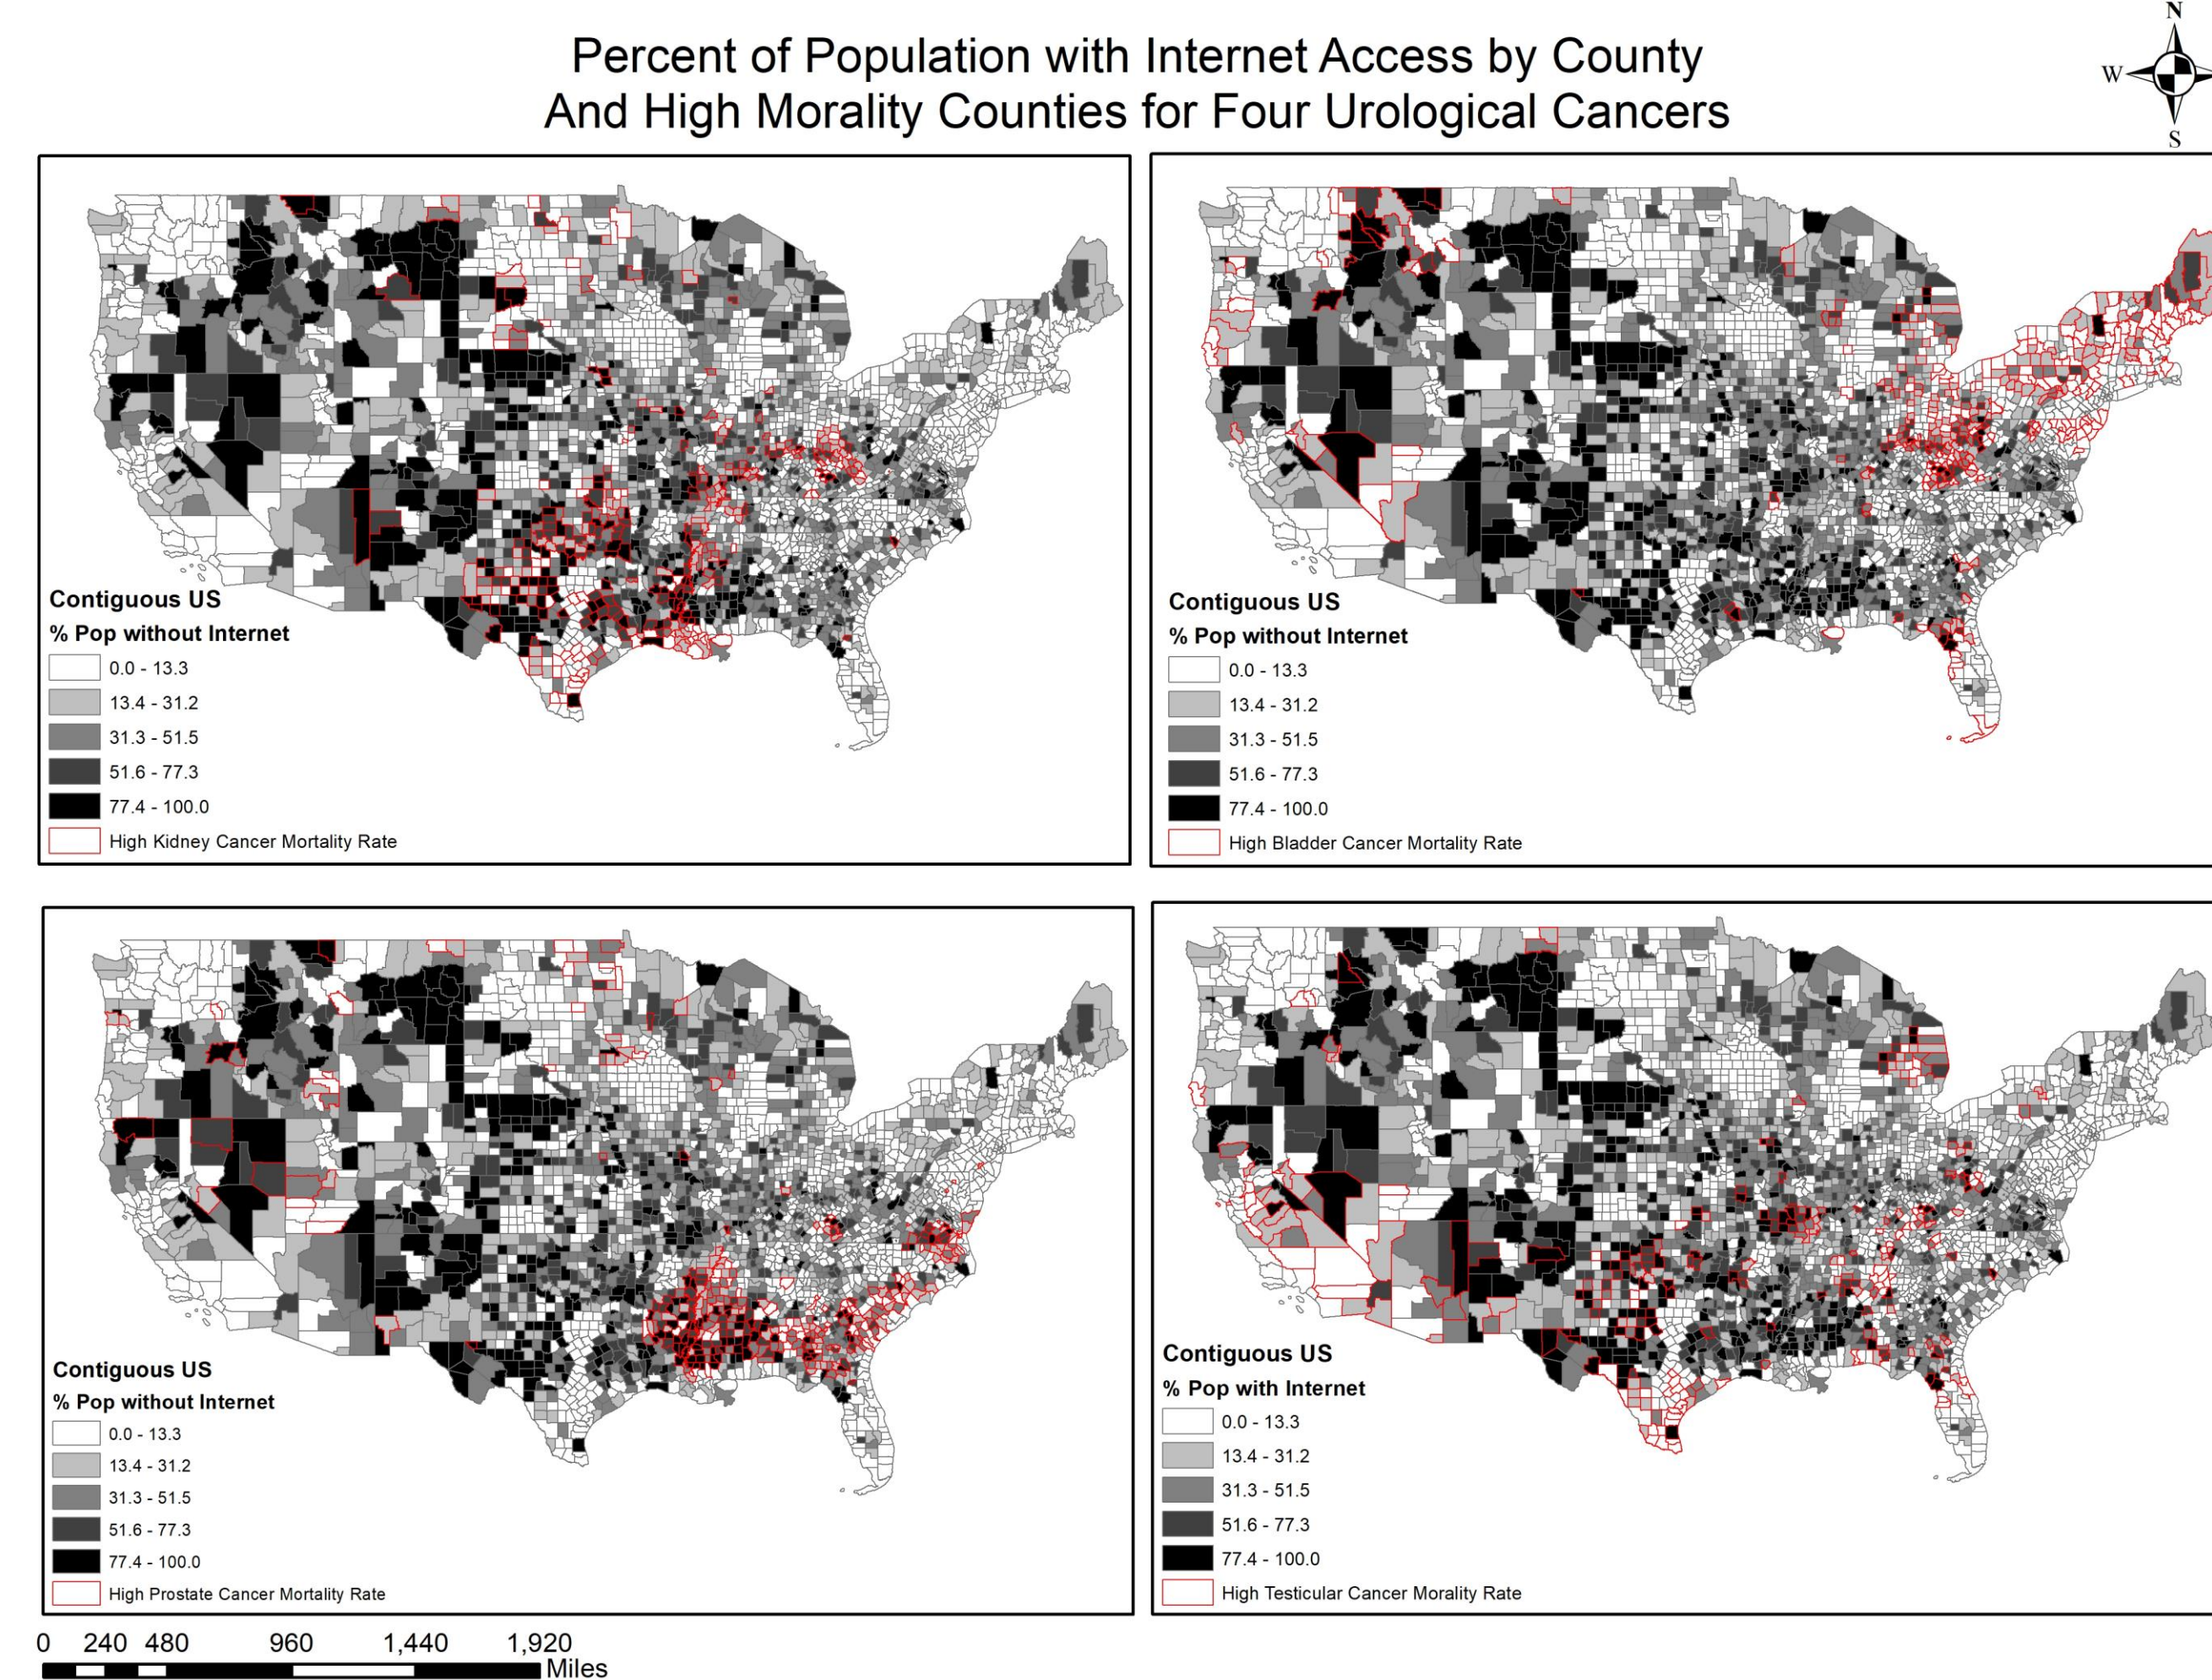 Percent of Population with Internet Access by County
And High Morality Counties for Four Urological Cancers
N
W
S
Contiguous US
% Pop without Internet
0.0 - 13.3
13.4 - 31.2
31.3 - 51.5
51.6 - 77.3
77.4 - 100.0
High Kidney Cancer Mortality Rate
Contiguous US
% Pop without Internet
0.0 - 13.3
13.4 - 31.2
31.3 - 51.5
51.6 - 77.3
77.4 - 100.0
High Bladder Cancer Mortality Rate
Contiguous US
% Pop without Internet
0.0 - 13.3
13.4 - 31.2
31.3 - 51.5
51.6 - 77.3
77.4 - 100.0
High Prostate Cancer Mortality Rate
Contiguous US
% Pop with Internet
0.0 - 13.3
13.4 - 31.2
31.3 - 51.5
51.6 - 77.3
77.4 - 100.0
High Testicular Cancer Morality Rate
0 240 480 960 1,440 1,920
Miles